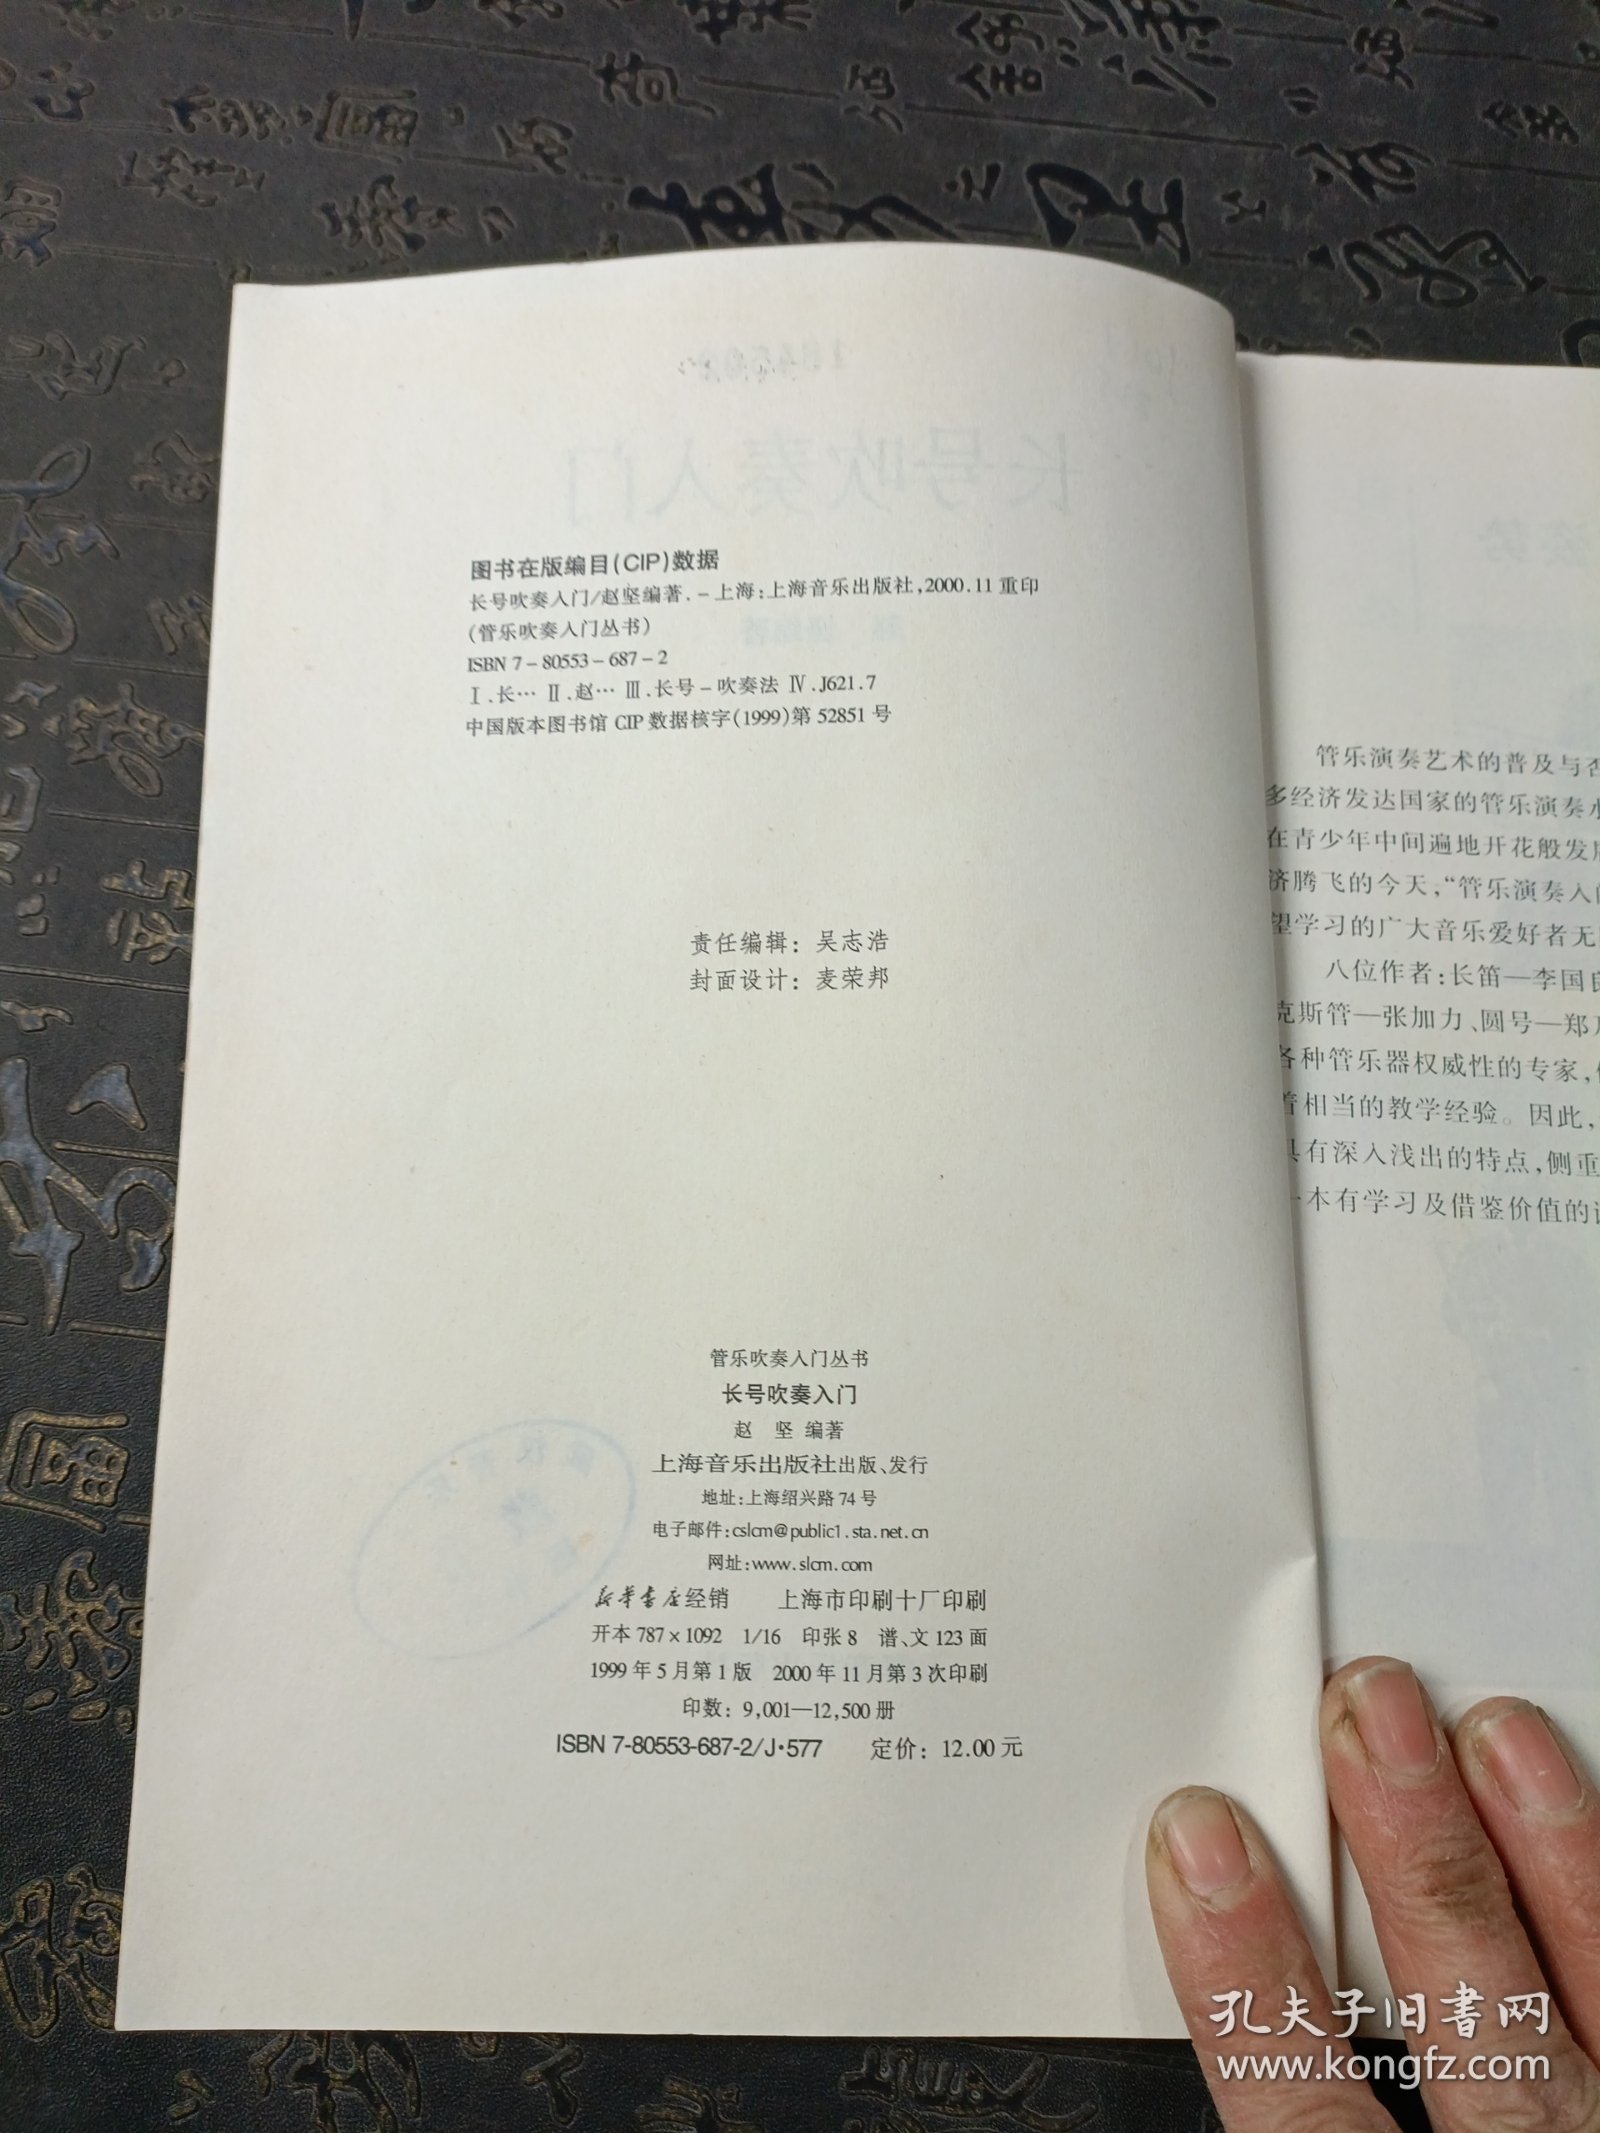 图书在版编目(CIP)数据
长号吹奏入门/赵坚编著.-上海:上海音乐出版社,2000.11重印
(管乐吹奏入门丛书)
ISBN 7-80553-687-2
Ⅰ.长… Ⅱ.赵… Ⅲ.长号-吹奏法 Ⅳ.J621.7
中国版本图书馆CIP数据核字(1999)第52851号
责任编辑:吴志浩
封面设计:麦荣邦
管乐吹奏入门丛书
长号吹奏入门
赵 坚 编著
上海音乐出版社出版、发行
地址:上海绍兴路74号
电子邮件:cslcm@public1.sta.net.cn
网址:www.slcm.com
新华书店经销 上海市印刷十厂印刷
开本787×1092 1/16 印张8 谱、文123面
1999年5月第1版 2000年11月第3次印刷
印数:9,001—12,500册
ISBN 7-80553-687-2/J·577 定价:12.00元
管乐演奏艺术的普及与否
多经济发达国家的管乐演奏水
在青少年中间遍地开花般发展
济腾飞的今天,“管乐演奏入门
望学习的广大音乐爱好者无
八位作者:长笛—李国良
克斯管—张加力、圆号—郑
各种管乐器权威性的专家,
着相当的教学经验。因此,
具有深入浅出的特点,侧重
一本有学习及借鉴价值的
孔夫子旧书网
www.kongfz.com